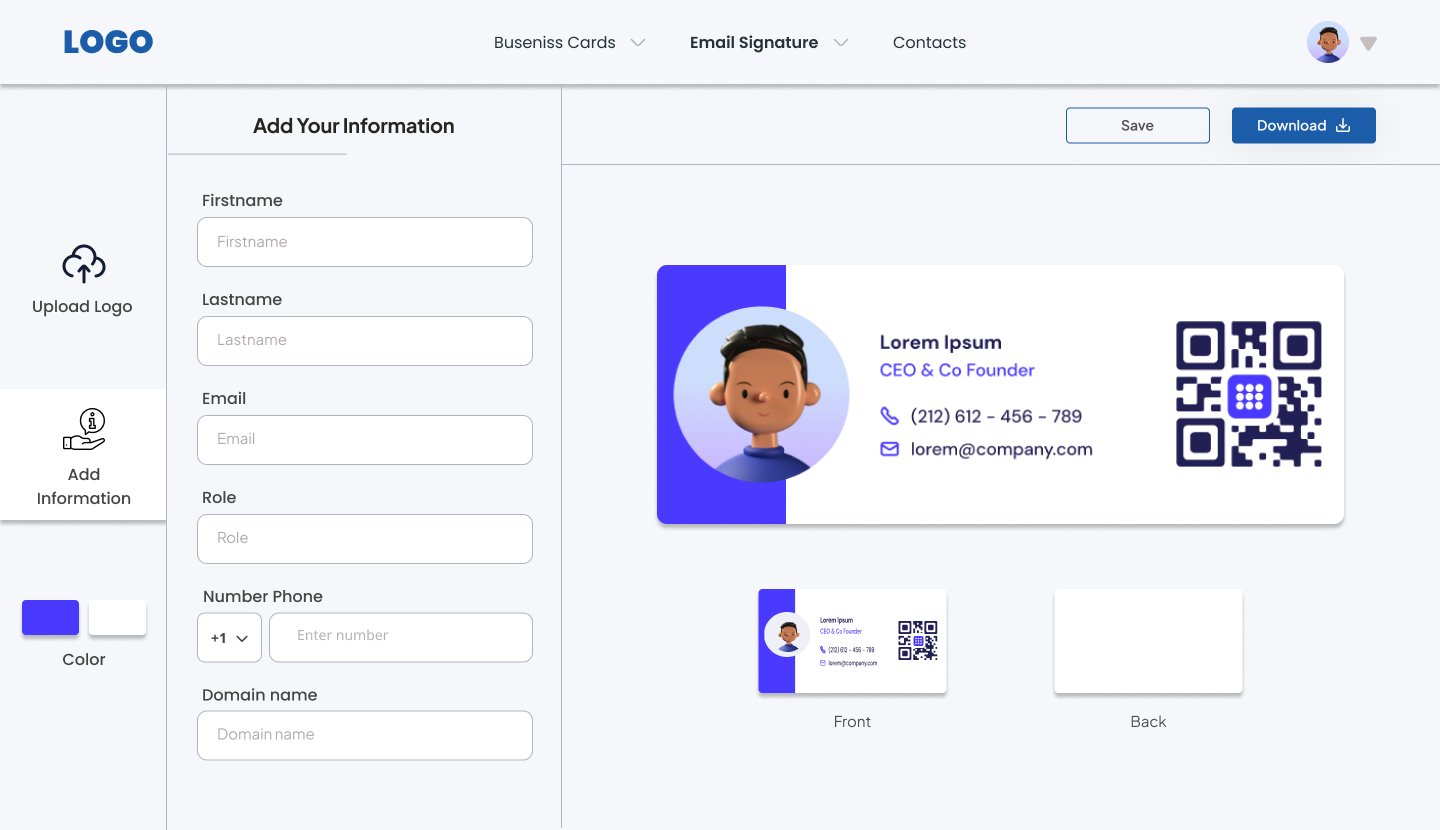 LOGO
Buseniss Cards
Email Signature
Contacts
Add Your Information
Save
Download
Upload Logo
Add
Information
Color
Firstname
Firstname
Lastname
Lastname
Email
Email
Role
Role
Number Phone
+1
Enter number
Domain name
Domain name
Lorem Ipsum
CEO & Co Founder
(212) 612 - 456 - 789
lorem@company.com
Lorem Ipsum
CEO & Co Founder
(212) 612 - 456 - 789
lorem@company.com
Front
Back